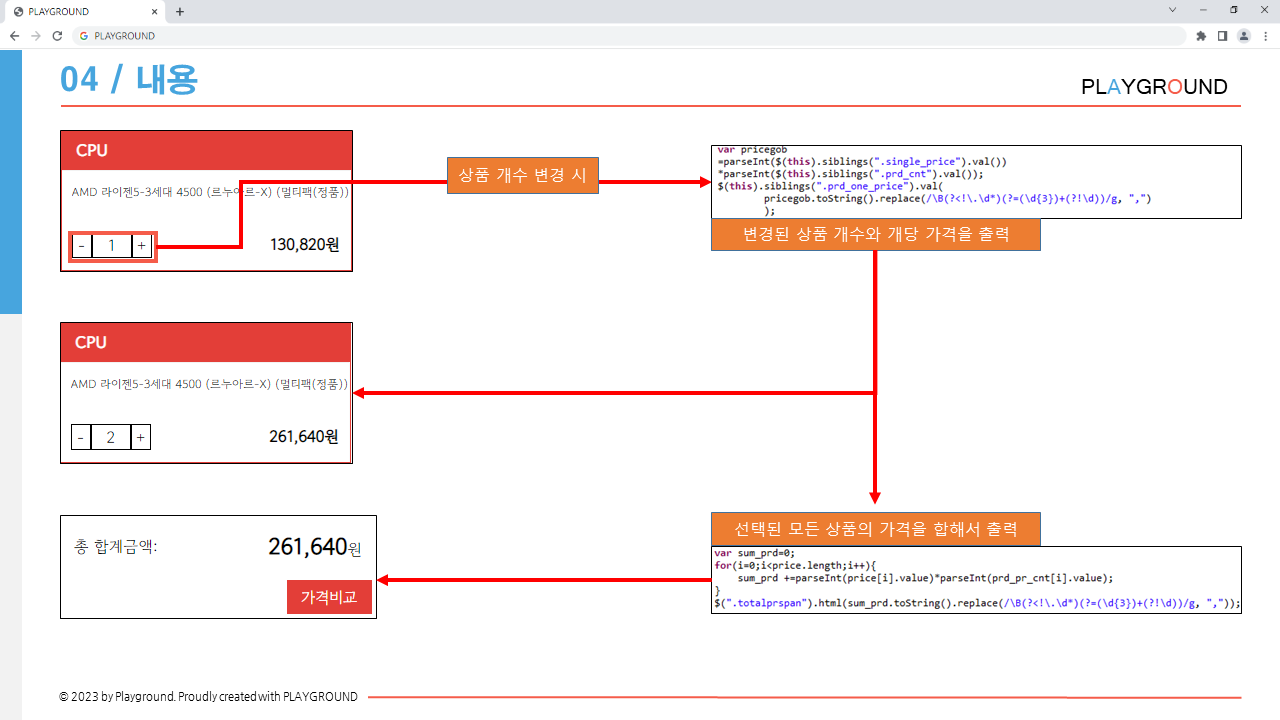 PLAYGROUND
PLAYGROUND
04 / 내용
PLAYGROUND
CPU
AMD 라이젠5-3세대 4500 (르누아르-X) (멀티팩(정품))
- 1 +
130,820원
상품 개수 변경 시
var pricegob
=parseInt($(this).siblings(".single_price").val())
*parseInt($(this).siblings(".prd_cnt").val());
$(this).siblings(".prd_one_price").val(
pricegob.toString().replace(/\B(?<!\.\d*)(?=(\d{3})+(?!\d))/g, ",")
);
변경된 상품 개수와 개당 가격을 출력
CPU
AMD 라이젠5-3세대 4500 (르누아르-X) (멀티팩(정품))
- 2 +
261,640원
총 합계금액:
261,640원
가격비교
선택된 모든 상품의 가격을 합해서 출력
var sum_prd=0;
for(i=0;i<price.length;i++){
sum_prd +=parseInt(price[i].value)*parseInt(prd_pr_cnt[i].value);
}
$(".totalprspan").html(sum_prd.toString().replace(/\B(?<!\.\d*)(?=(\d{3})+(?!\d))/g, ","));
© 2023 by Playground. Proudly created with PLAYGROUND